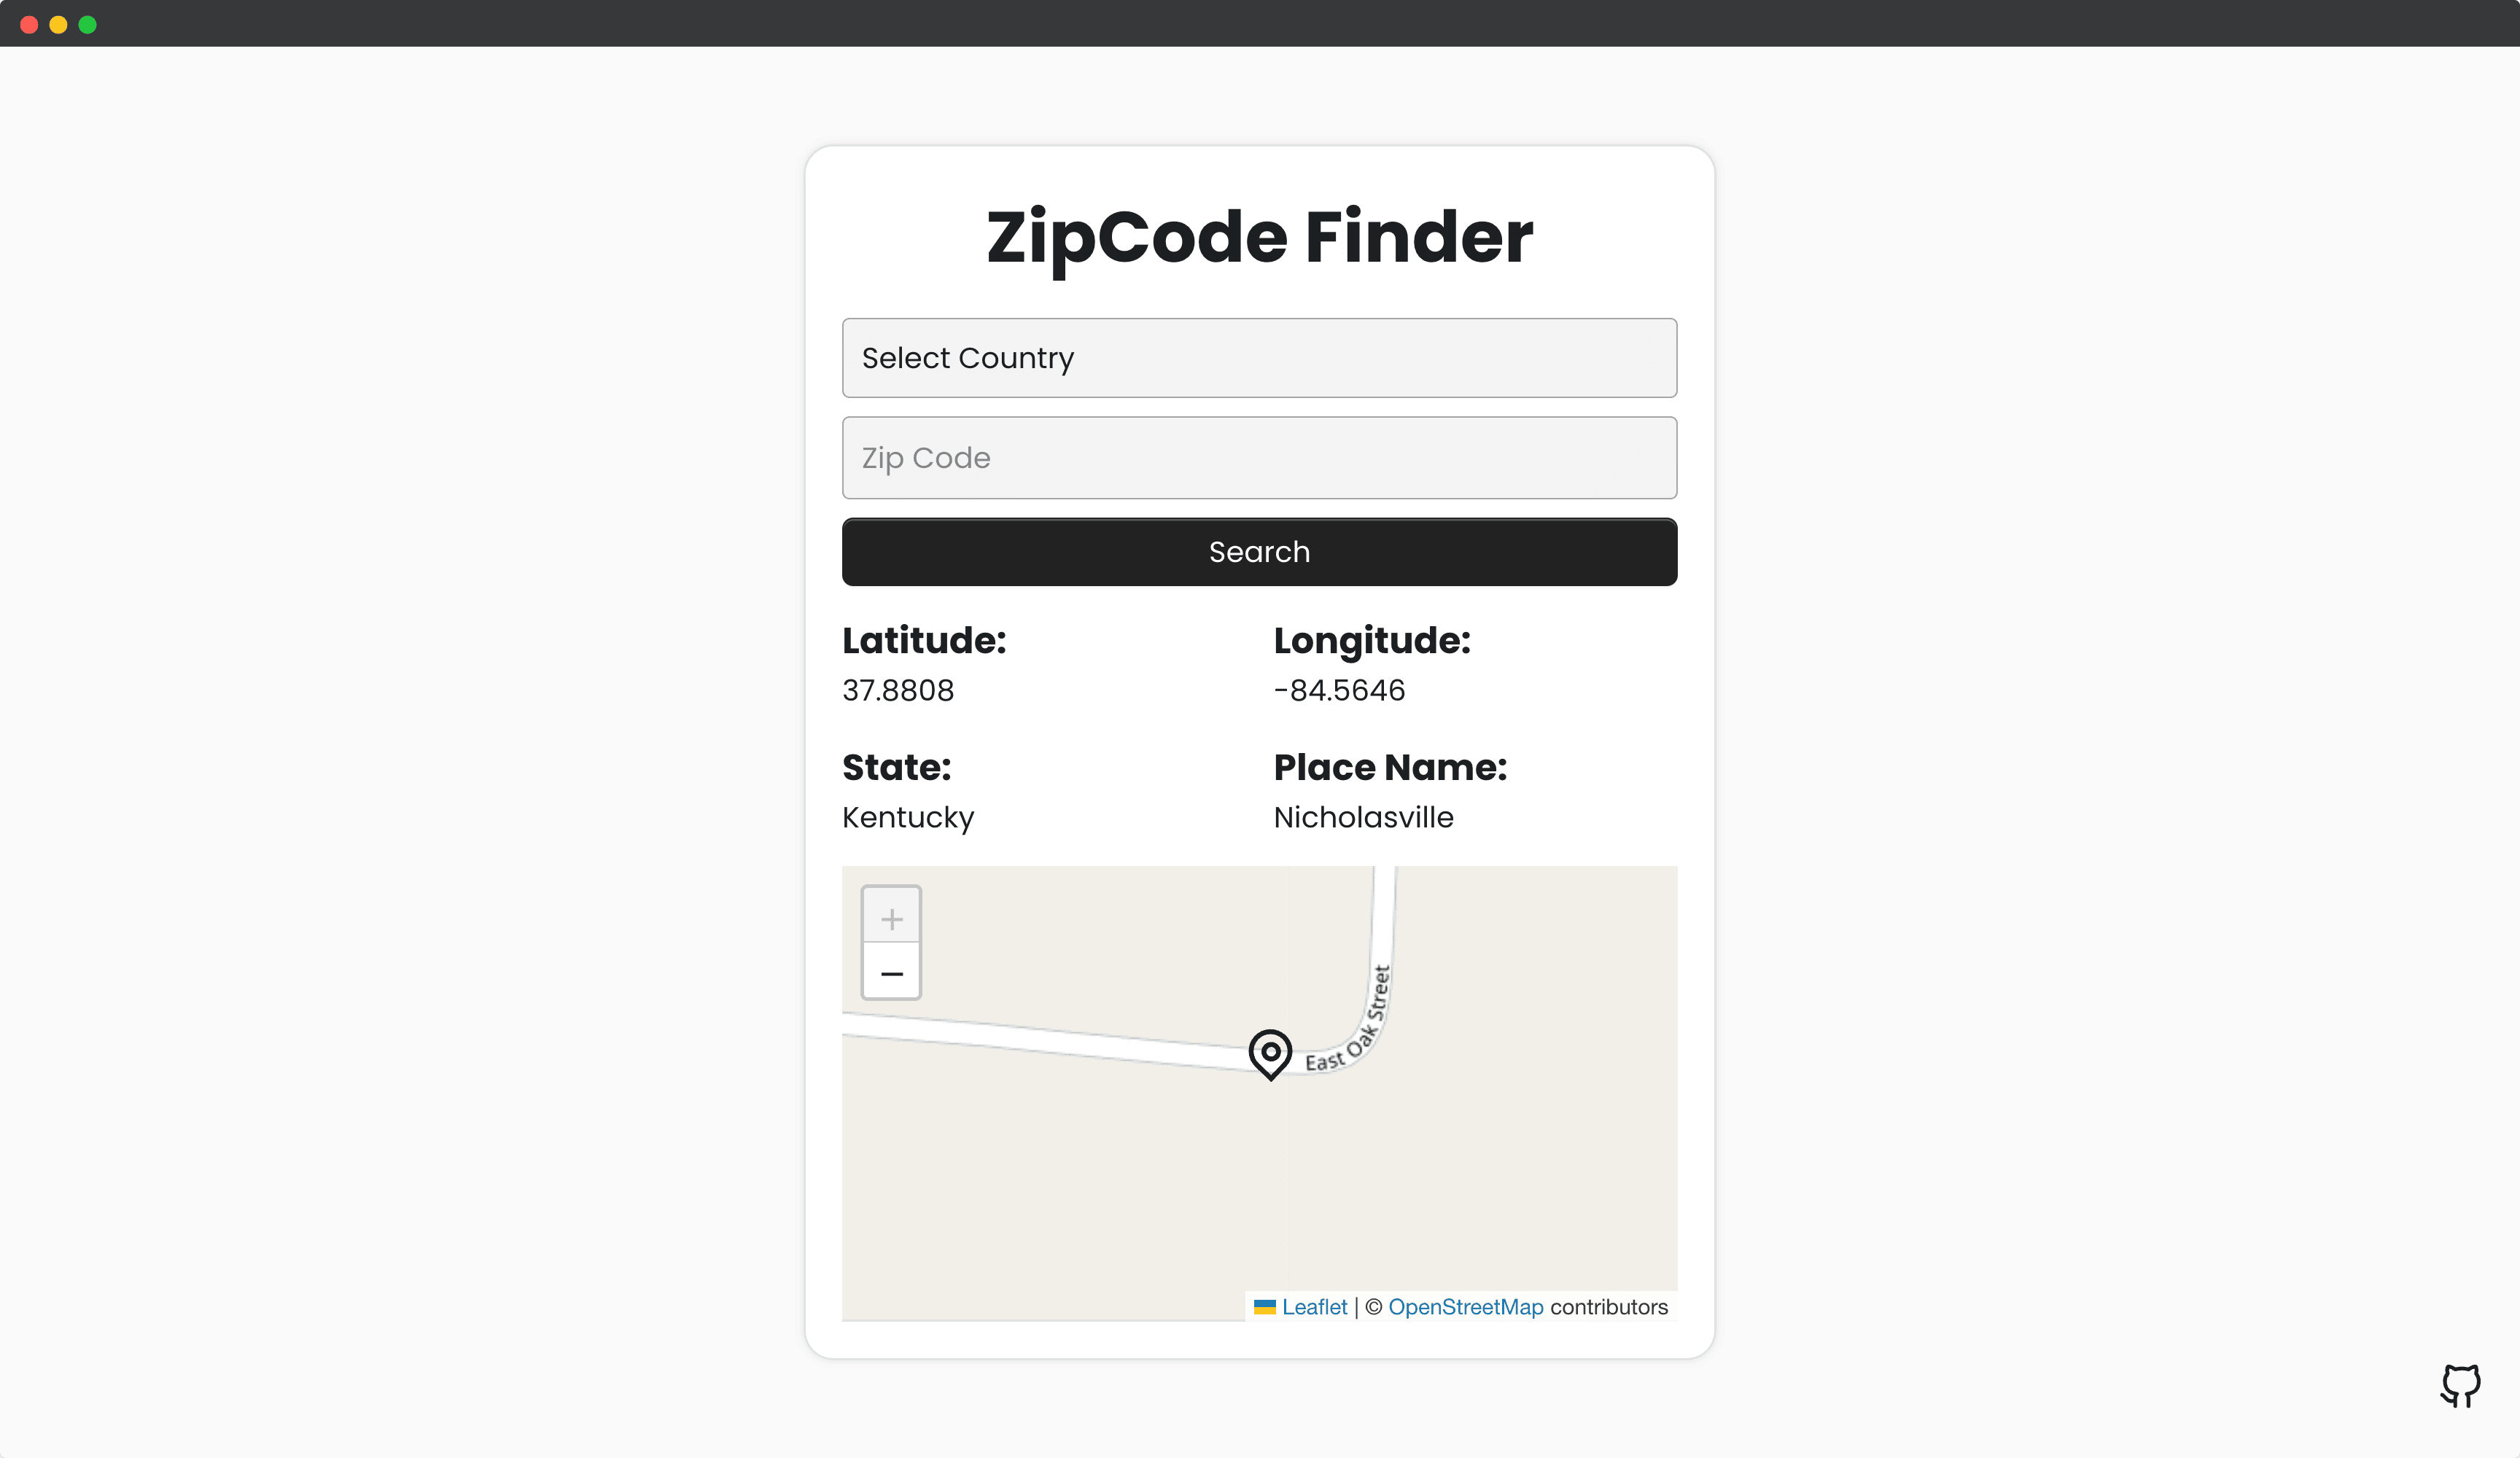 ZipCode Finder
Select Country
Zip Code
Search
Latitude:
37.8808
Longitude:
-84.5646
State:
Kentucky
Place Name:
Nicholasville
+
−
East Oak Street
Leaflet | © OpenStreetMap contributors